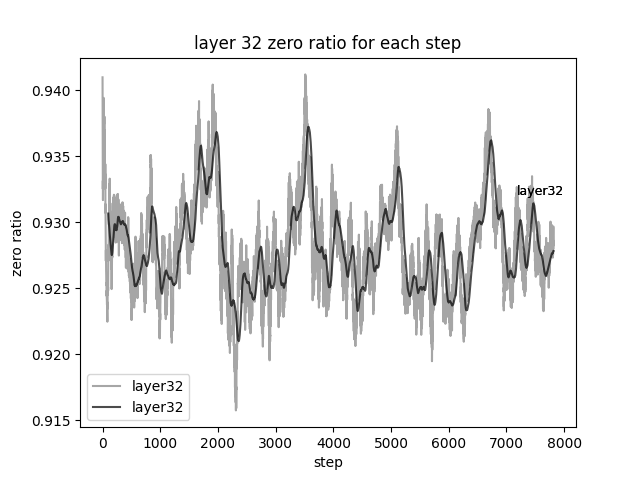 layer 32 zero ratio for each step
0.940
0.935
layer32
0.930
zero ratio
0.925
0.920
layer32
layer32
0.915
0 1000 2000 3000 4000 5000 6000 7000 8000
step